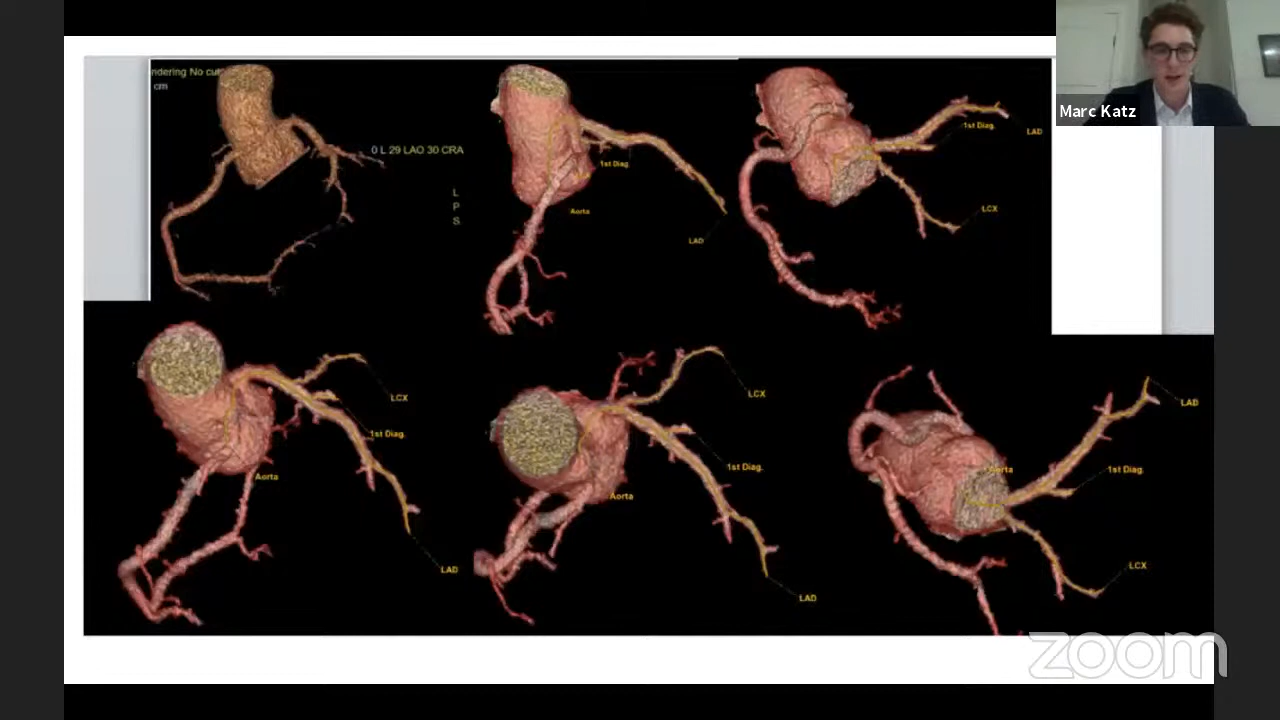 ndering No cut
cm
0 L 29 LAO 30 CRA
L
P
S
1st Diag.
Aorta
LAD
1st Diag.
LAD
LCX
Marc Katz
LCX
1st Diag.
Aorta
LAD
LCX
1st Diag.
Aorta
LAD
LAD
Aorta
1st Diag.
LCX
zoom